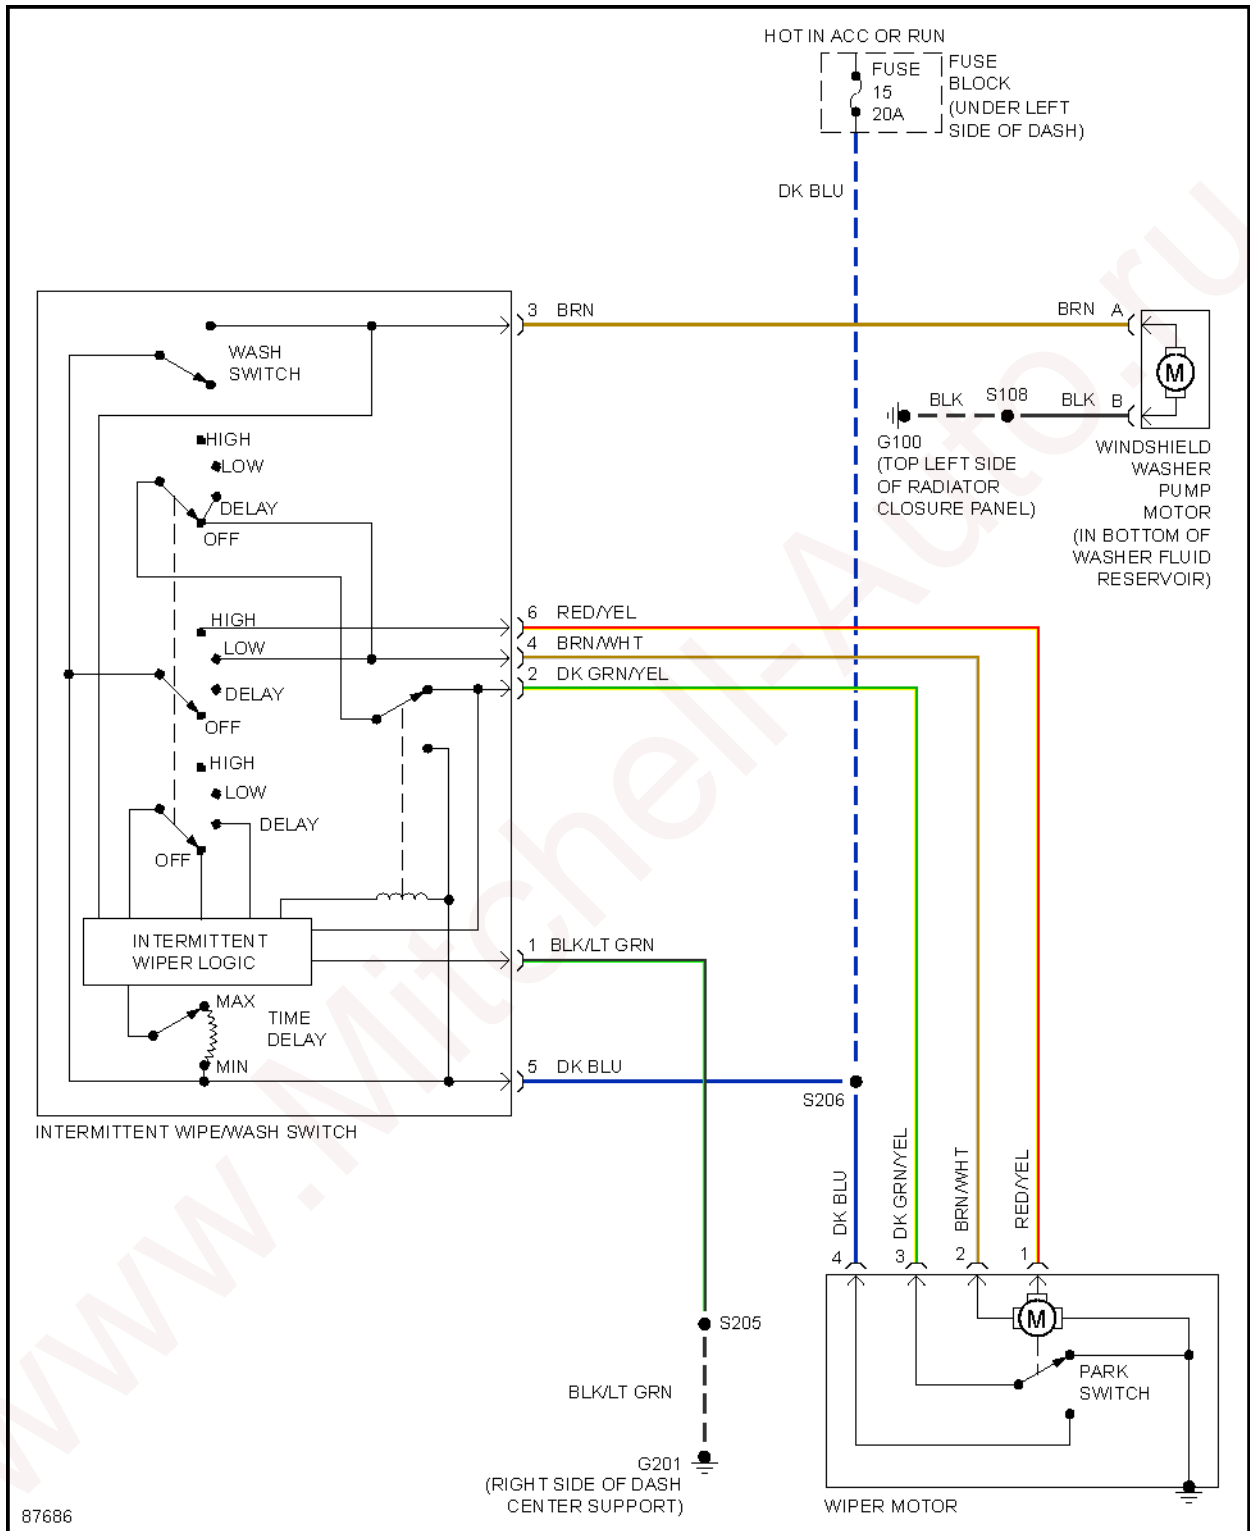 HOT IN ACC OR RUN
FUSE
15
20A
FUSE
BLOCK
(UNDER LEFT
SIDE OF DASH)
DK BLU
3 BRN
BRN A
WASH
SWITCH
M
BLK S108 BLK B
G100
(TOP LEFT SIDE
OF RADIATOR
CLOSURE PANEL)
WINDSHIELD
WASHER
PUMP
MOTOR
(IN BOTTOM OF
WASHER FLUID
RESERVOIR)
HIGH
LOW
DELAY
OFF
6 RED/YEL
4 BRN/WHT
2 DK GRN/YEL
HIGH
LOW
DELAY
OFF
HIGH
LOW
DELAY
OFF
INTERMITTENT
WIPER LOGIC
1 BLK/LT GRN
MAX
TIME
DELAY
MIN
5 DK BLU
S206
INTERMITTENT WIPE/WASH SWITCH
DK BLU
DK GRN/YEL
BRN/WHT
RED/YEL
4 3 2 1
M
S205
PARK
SWITCH
BLK/LT GRN
G201
(RIGHT SIDE OF DASH
CENTER SUPPORT)
WIPER MOTOR
87686
www.Mitchell-Auto.ru